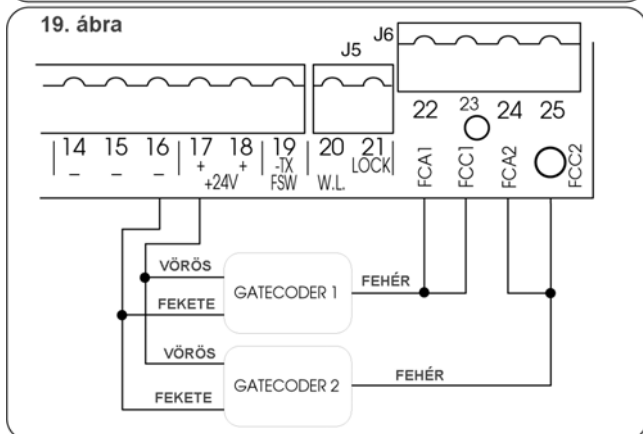 19. ábra
J6
J5
14 15 16 17 18 19 20 21 22 23 24 25
– – – + + -TX LOCK
+24V FSW W.L.
FCA1 FCC1 FCA2 FCC2
VÖRÖS
GATECODER 1
FEHÉR
FEKETE
VÖRÖS
GATECODER 2
FEHÉR
FEKETE